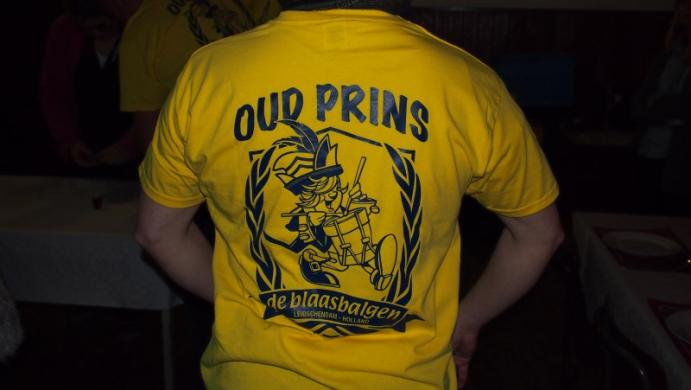 OUD PRINS
de blaasbalgen
LEIDSCHENDAM - HOLLAND